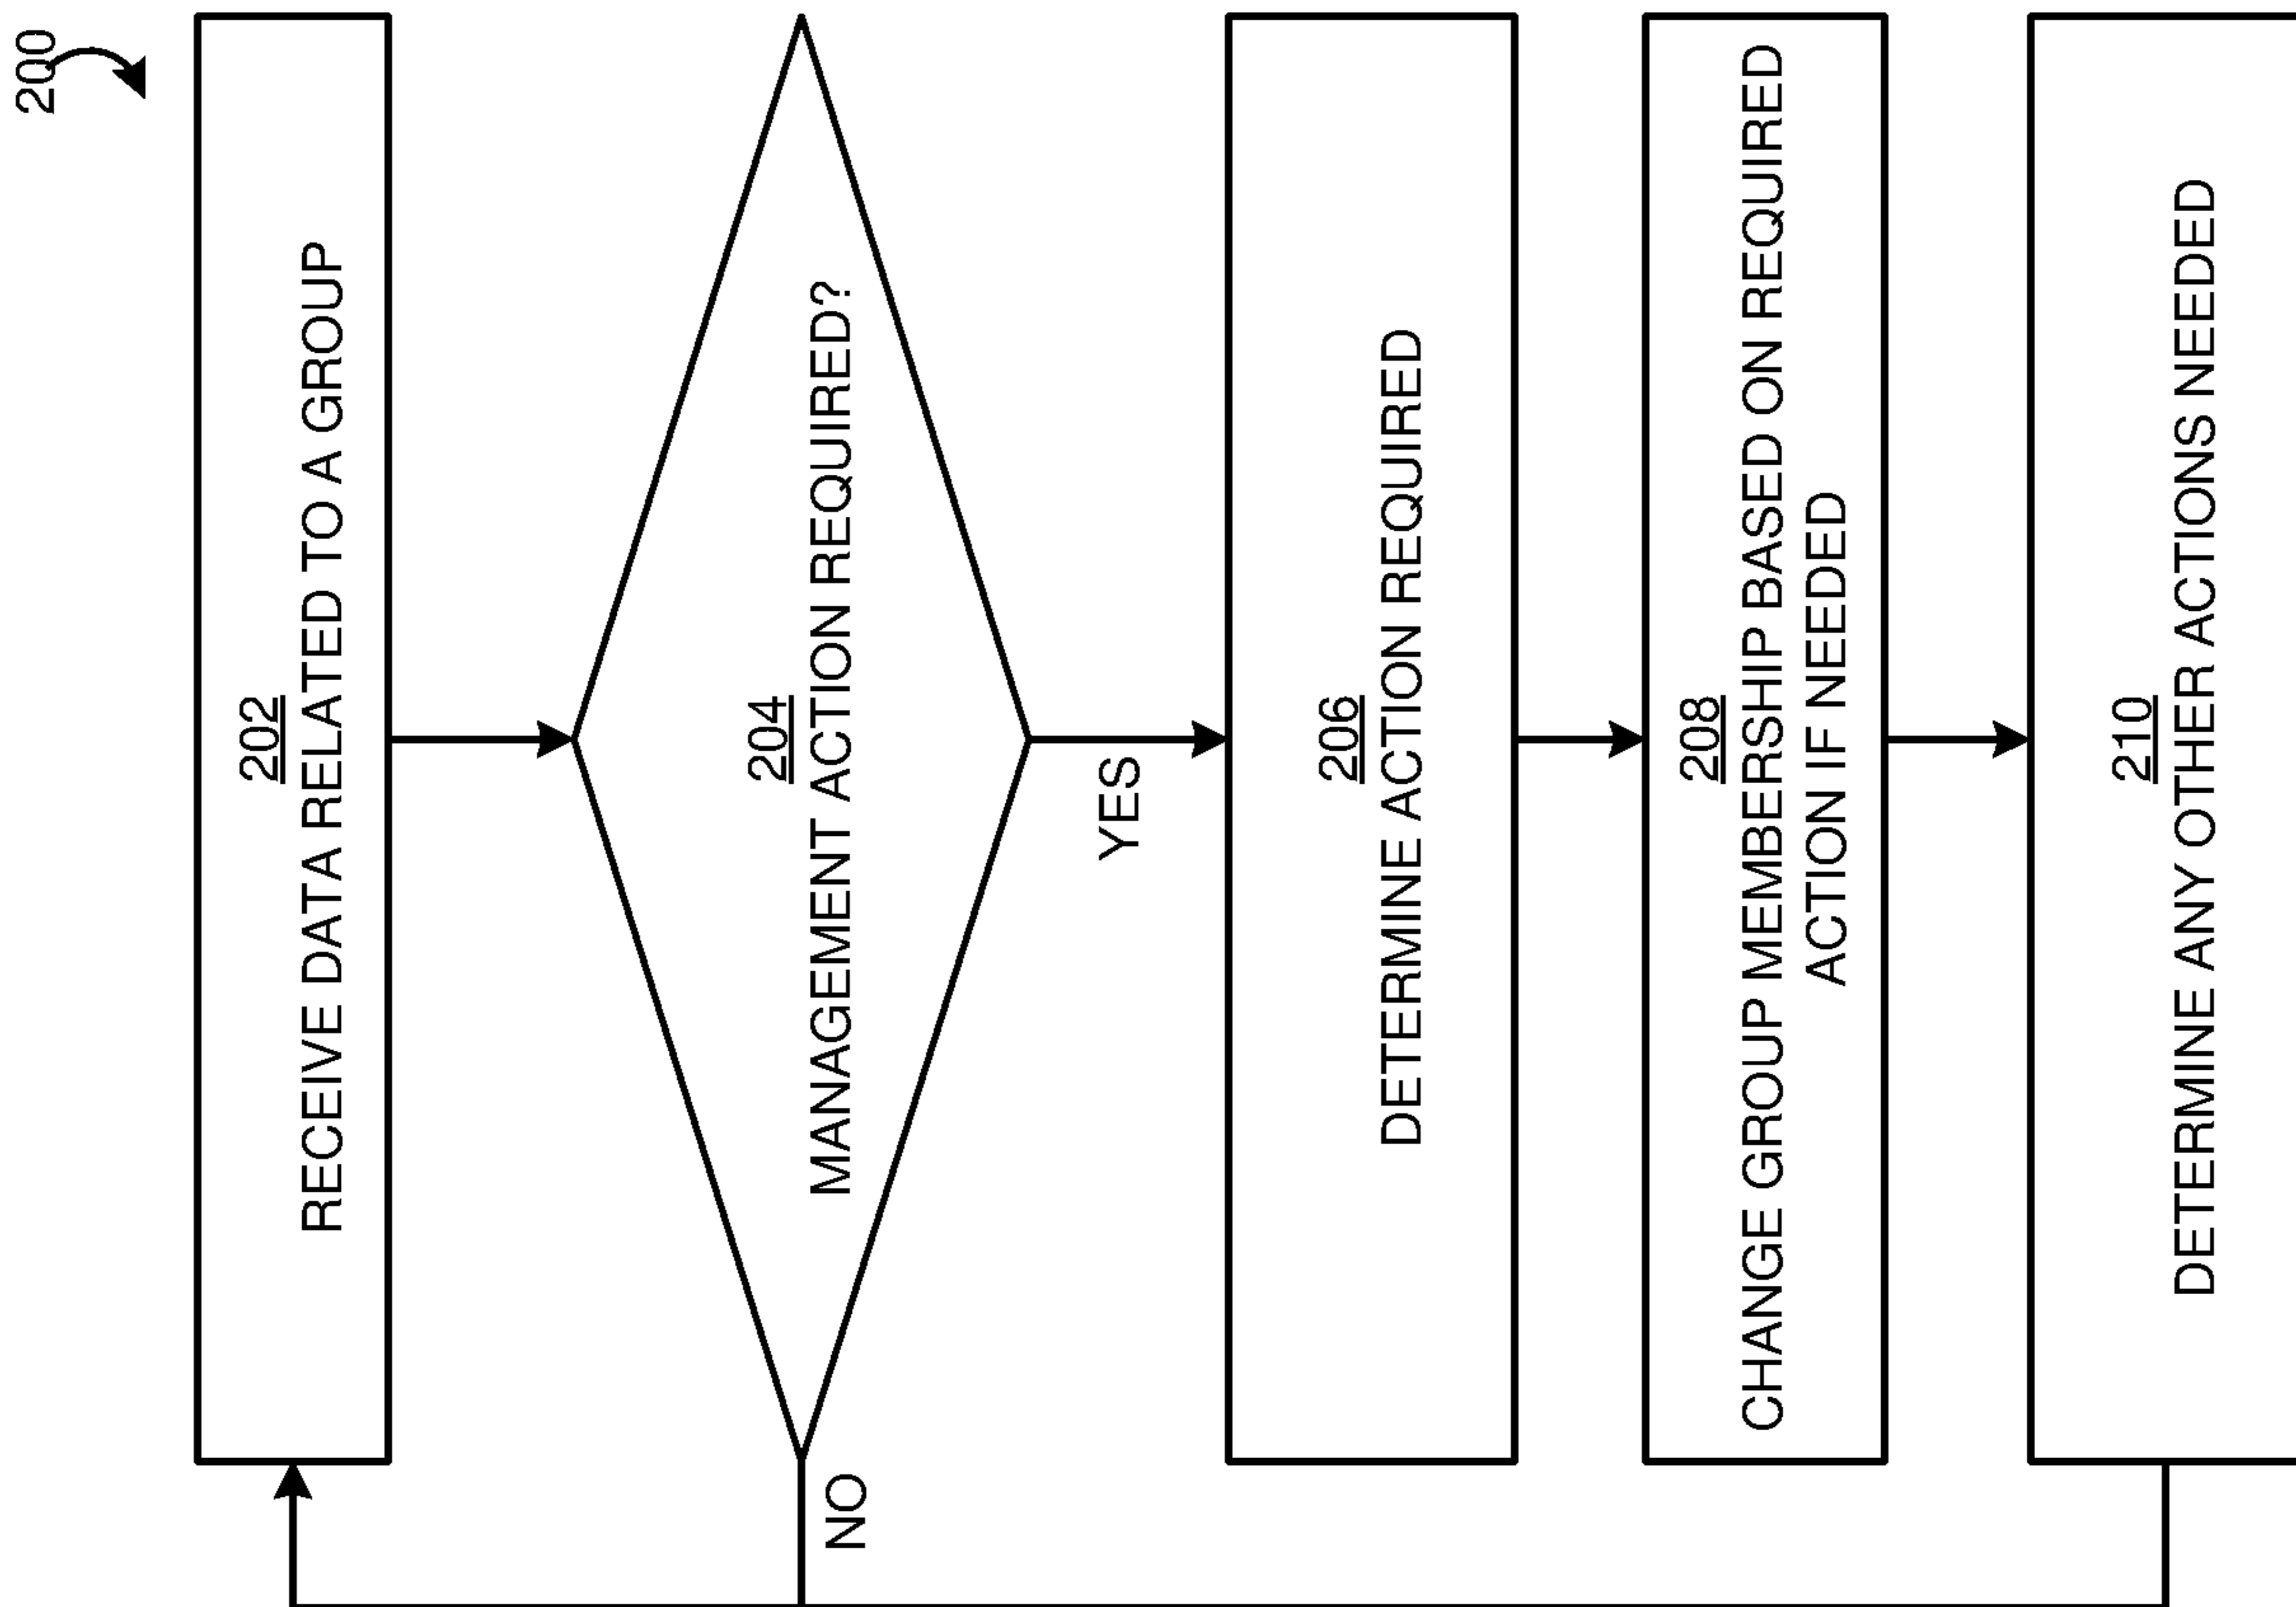 200
202
RECEIVE DATA RELATED TO A GROUP
204
MANAGEMENT ACTION REQUIRED?
NO
YES
206
DETERMINE ACTION REQUIRED
208
CHANGE GROUP MEMBERSHIP BASED ON REQUIRED
ACTION IF NEEDED
210
DETERMINE ANY OTHER ACTIONS NEEDED